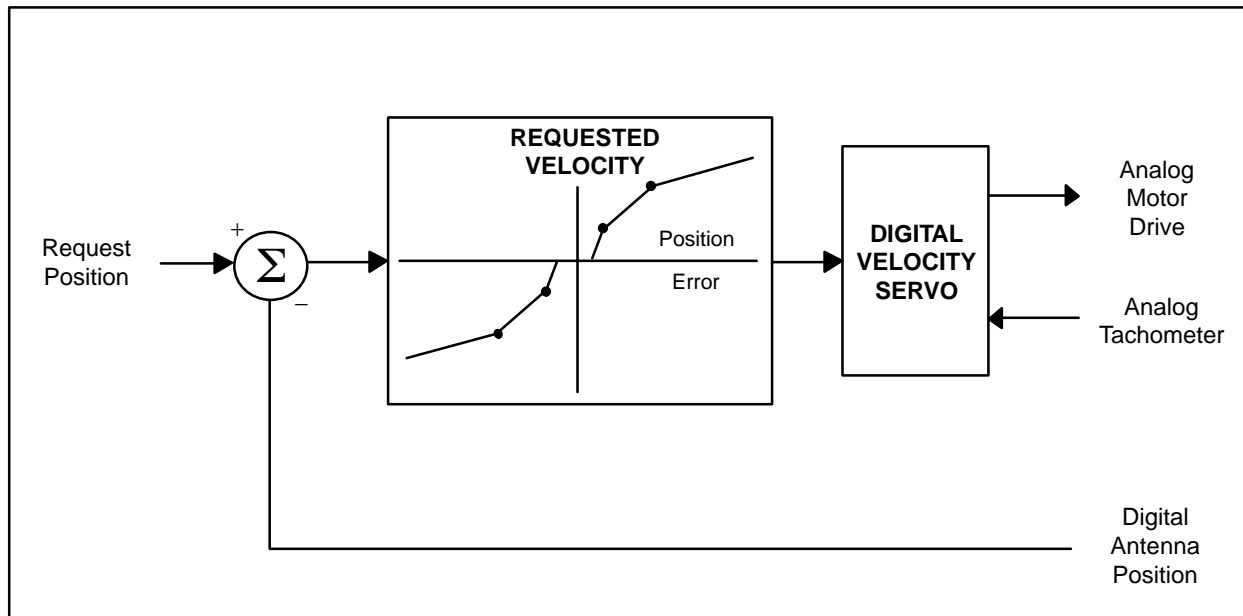 REQUESTED
VELOCITY
Position
Error
+
Σ
−
Request
Position
DIGITAL
VELOCITY
SERVO
Analog
Motor
Drive
Analog
Tachometer
Digital
Antenna
Position